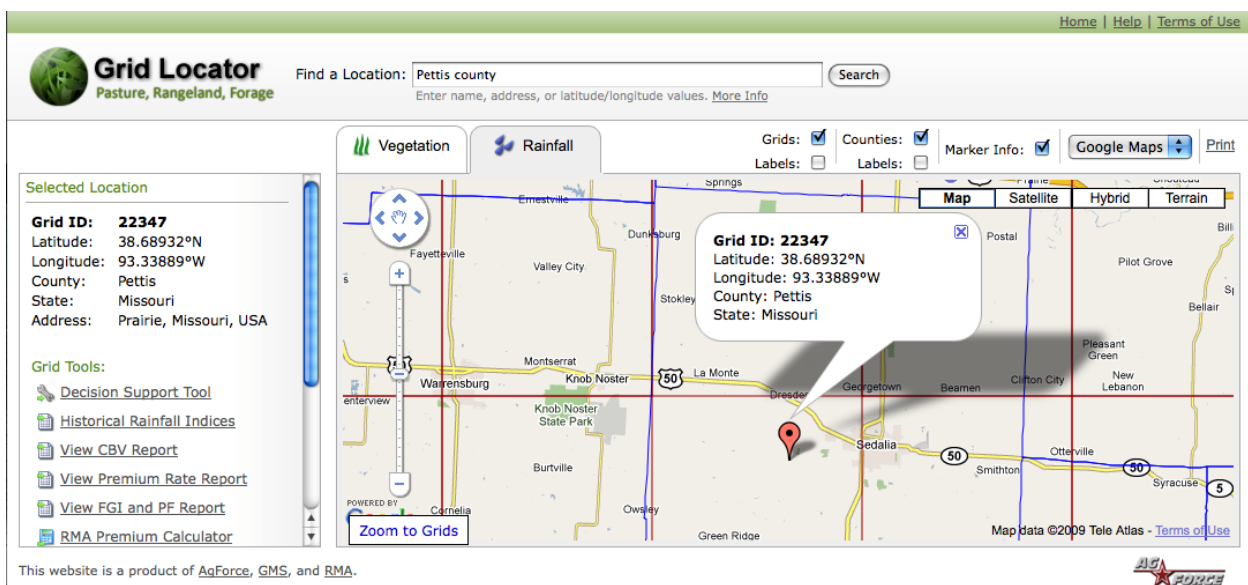 Home | Help | Terms of Use
Grid Locator
Pasture, Rangeland, Forage
Find a Location: Pettis county Search
Enter name, address, or latitude/longitude values. More Info
Vegetation Rainfall
Grids: Counties: Marker Info: Google Maps Print
Labels: Labels:
Selected Location
Grid ID: 22347
Latitude: 38.68932°N
Longitude: 93.33889°W
County: Pettis
State: Missouri
Address: Prairie, Missouri, USA
Grid Tools:
Decision Support Tool
Historical Rainfall Indices
View CBV Report
View Premium Rate Report
View FGI and PF Report
RMA Premium Calculator
Map Satellite Hybrid Terrain
Grid ID: 22347
Latitude: 38.68932°N
Longitude: 93.33889°W
County: Pettis
State: Missouri
Springs
Prairie
Emestville
Dunksburg
Postal
Bill
Fayetteville
Valley City
Pilot Grove
Stokley
Bellair
Pleasant
Green
Montserrat
Warrensburg
Knob Noster
50
La Monte
Dresden
Georgetown
Beaman
Clifton City
New
Lebanon
enterview
Knob Noster
State Park
Sedalia
50
Otterville
50
Smithton
Syracuse
5
Burtville
POWERED BY
Cornelia
Owsley
Green Ridge
Zoom to Grids
Map data ©2009 Tele Atlas - Terms of Use
This website is a product of AgForce, GMS, and RMA.
AG
FORCE